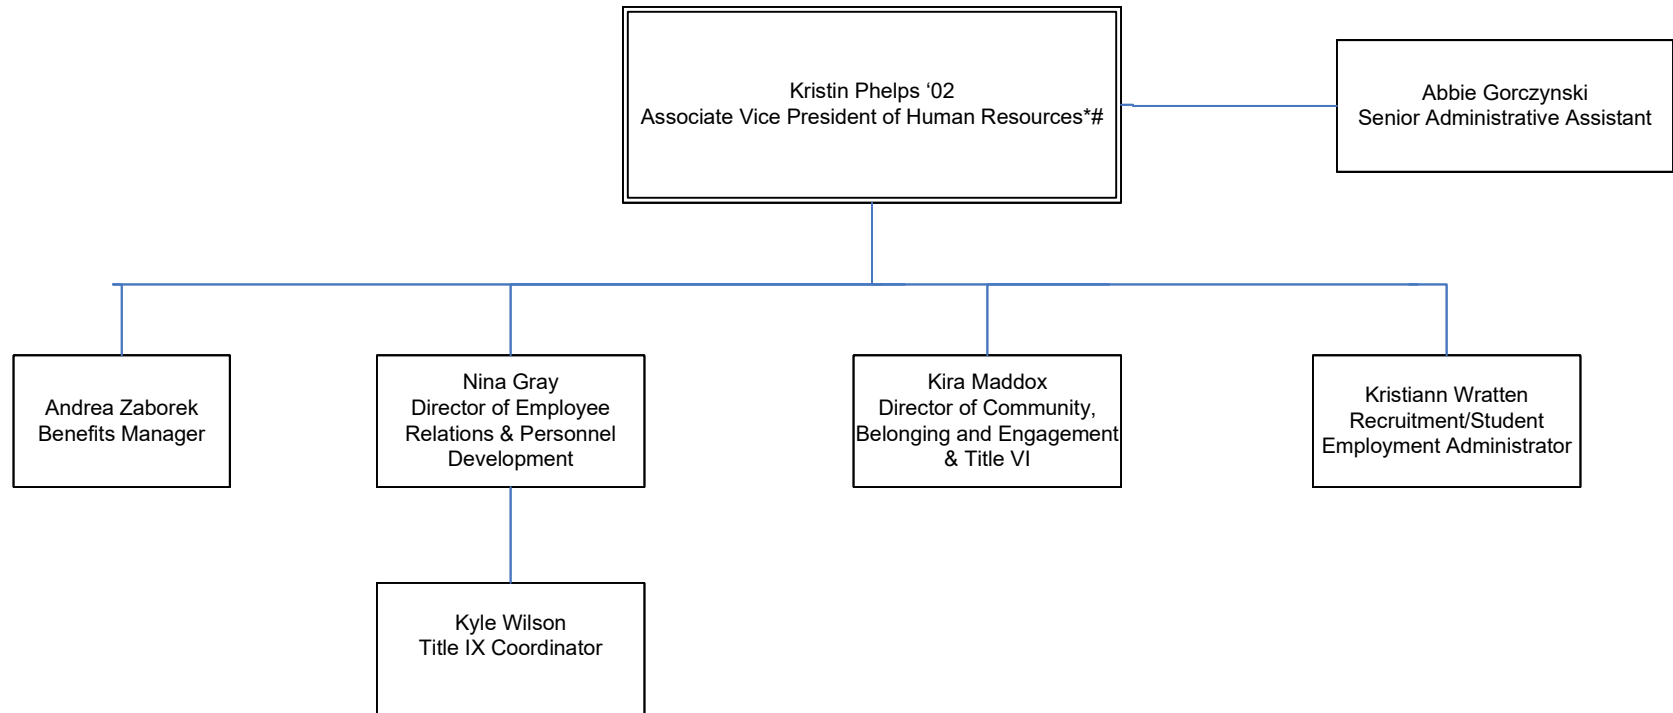 Kristin Phelps ‘02
Associate Vice President of Human Resources*#
Abbie Gorczynski
Senior Administrative Assistant
Andrea Zaborek
Benefits Manager
Nina Gray
Director of Employee
Relations & Personnel
Development
Kira Maddox
Director of Community,
Belonging and Engagement
& Title VI
Kristiann Wratten
Recruitment/Student
Employment Administrator
Kyle Wilson
Title IX Coordinator